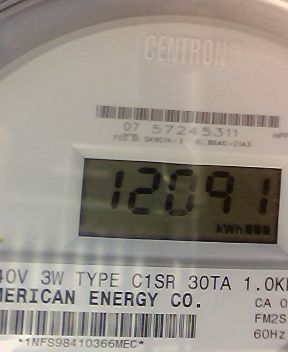 CENTRON®
07 57245311
12091
kWh
40V 3W TYPE C1SR 30TA 1.0K
MERICAN ENERGY CO.
CA 0
FM2S
60Hz
*1NFS98410366MEC*